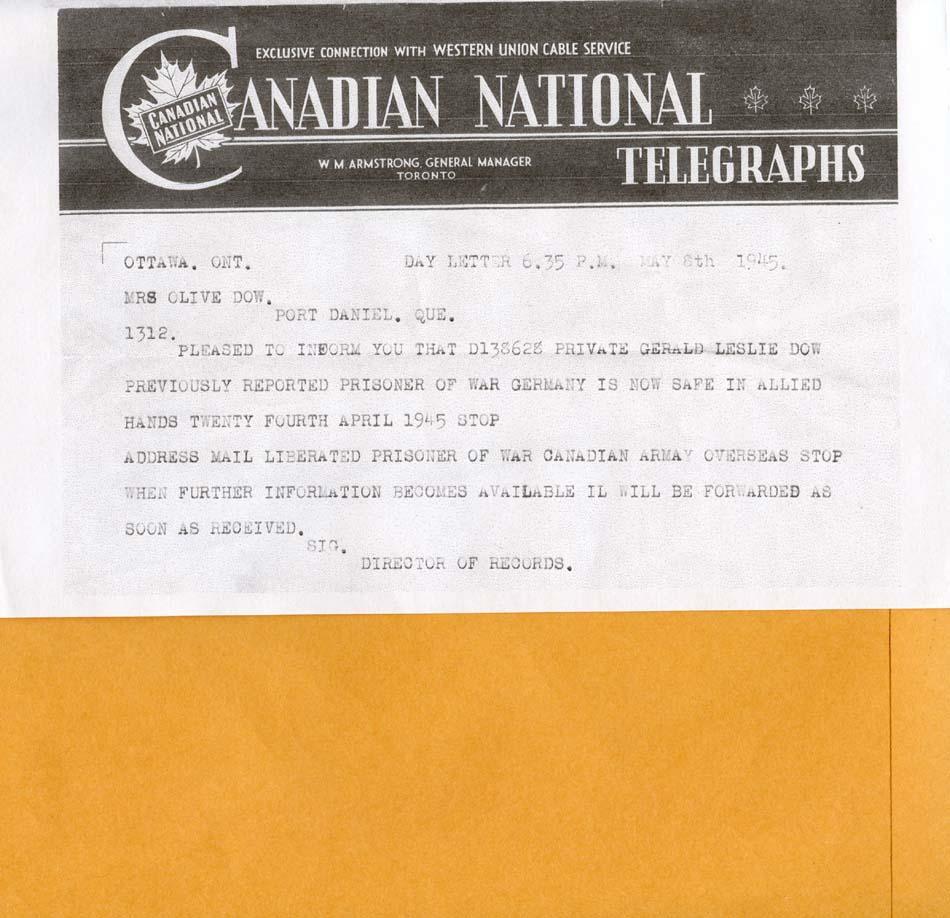 EXCLUSIVE CONNECTION WITH WESTERN UNION CABLE SERVICE
CANADIAN NATIONAL
CANADIAN NATIONAL
TELEGRAPHS
W.M. ARMSTRONG, GENERAL MANAGER
TORONTO
OTTAWA. ONT. DAY LETTER 6.35 P.M. MAY 8th 1945.
MRS OLIVE DOW.
PORT DANIEL. QUE.
1312.
PLEASED TO INFORM YOU THAT D138628 PRIVATE GERALD LESLIE DOW
PREVIOUSLY REPORTED PRISONER OF WAR GERMANY IS NOW SAFE IN ALLIED
HANDS TWENTY FOURTH APRIL 1945 STOP
ADDRESS MAIL LIBERATED PRISONER OF WAR CANADIAN ARMAY OVERSEAS STOP
WHEN FURTHER INFORMATION BECOMES AVAILABLE IL WILL BE FORWARDED AS
SOON AS RECEIVED.
SIG.
DIRECTOR OF RECORDS.